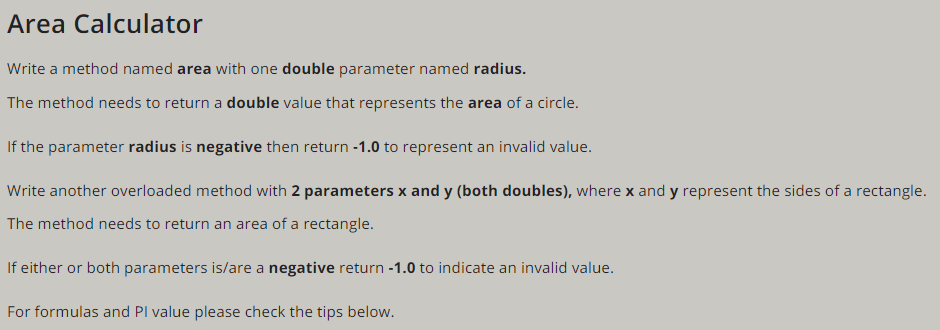 Area Calculator
Write a method named area with one double parameter named radius.
The method needs to return a double value that represents the area of a circle.
If the parameter radius is negative then return -1.0 to represent an invalid value.
Write another overloaded method with 2 parameters x and y (both doubles), where x and y represent the sides of a rectangle.
The method needs to return an area of a rectangle.
If either or both parameters is/are a negative return -1.0 to indicate an invalid value.
For formulas and PI value please check the tips below.